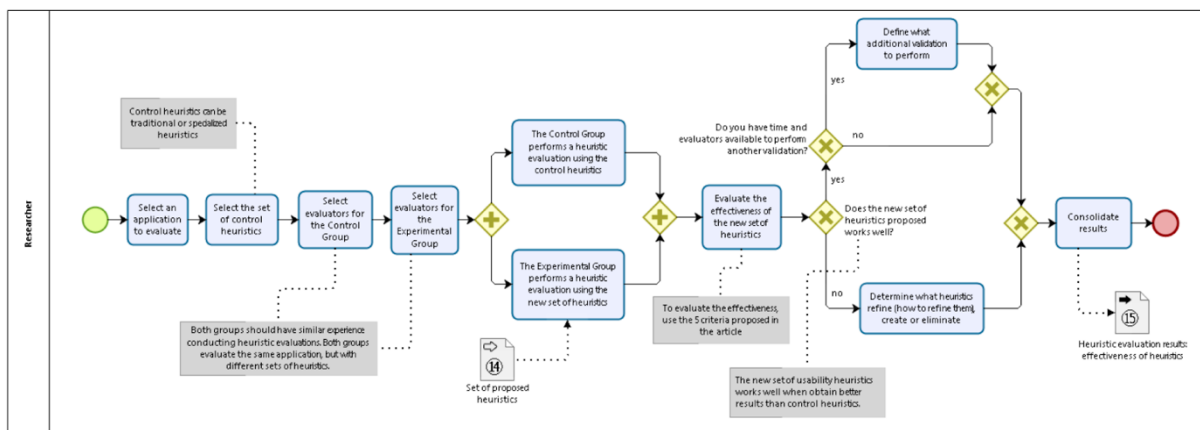 Researcher
Control heuristics can be
traditional or specialized
heuristics
Select an
application
to evaluate
Select the set
of control
heuristics
Select
evaluators for
the Control
Group
Select
evaluators for
the
Experimental
Group
Both groups should have similar experience
conducting heuristic evaluations. Both groups
evaluate the same application, but with
different sets of heuristics.
The Control Group
performs a heuristic
evaluation using the
control heuristics
The Experimental Group
performs a heuristic
evaluation using the
new set of heuristics
14
Set of proposed
heuristics
Evaluate the
effectiveness of
the new set of
heuristics
To evaluate the effectiveness,
use the 5 criteria proposed in
the article
Does the new set of
heuristics proposed
works well?
yes
no
The new set of usability heuristics
works well when obtain better
results than control heuristics.
Do you have time and
evaluators available to perform
another validation?
yes
no
Define what
additional validation
to perform
Determine what heuristics
refine (how to refine them),
create or eliminate
Consolidate
results
15
Heuristic evaluation results:
effectiveness of heuristics